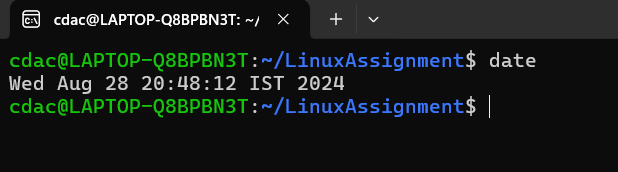 cdac@LAPTOP-Q8BPBN3T: ~/
cdac@LAPTOP-Q8BPBN3T:~/LinuxAssignment$ date
Wed Aug 28 20:48:12 IST 2024
cdac@LAPTOP-Q8BPBN3T:~/LinuxAssignment$